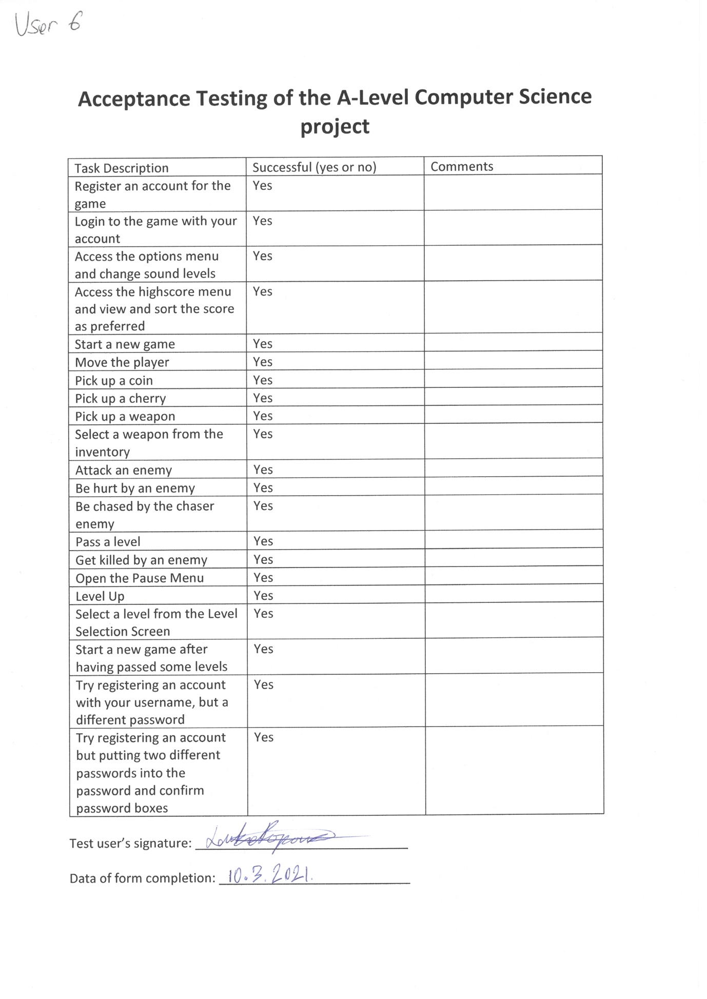 User 6
Acceptance Testing of the A-Level Computer Science
project
Task Description Successful (yes or no) Comments
Register an account for the Yes
game
Login to the game with your Yes
account
Access the options menu Yes
and change sound levels
Access the highscore menu Yes
and view and sort the score
as preferred
Start a new game Yes
Move the player Yes
Pick up a coin Yes
Pick up a cherry Yes
Pick up a weapon Yes
Select a weapon from the Yes
inventory
Attack an enemy Yes
Be hurt by an enemy Yes
Be chased by the chaser Yes
enemy
Pass a level Yes
Get killed by an enemy Yes
Open the Pause Menu Yes
Level Up Yes
Select a level from the Level Yes
Selection Screen
Start a new game after Yes
having passed some levels
Try registering an account Yes
with your username, but a
different password
Try registering an account Yes
but putting two different
passwords into the
password and confirm
password boxes
Test user’s signature:
Data of form completion: 10.3.2021.